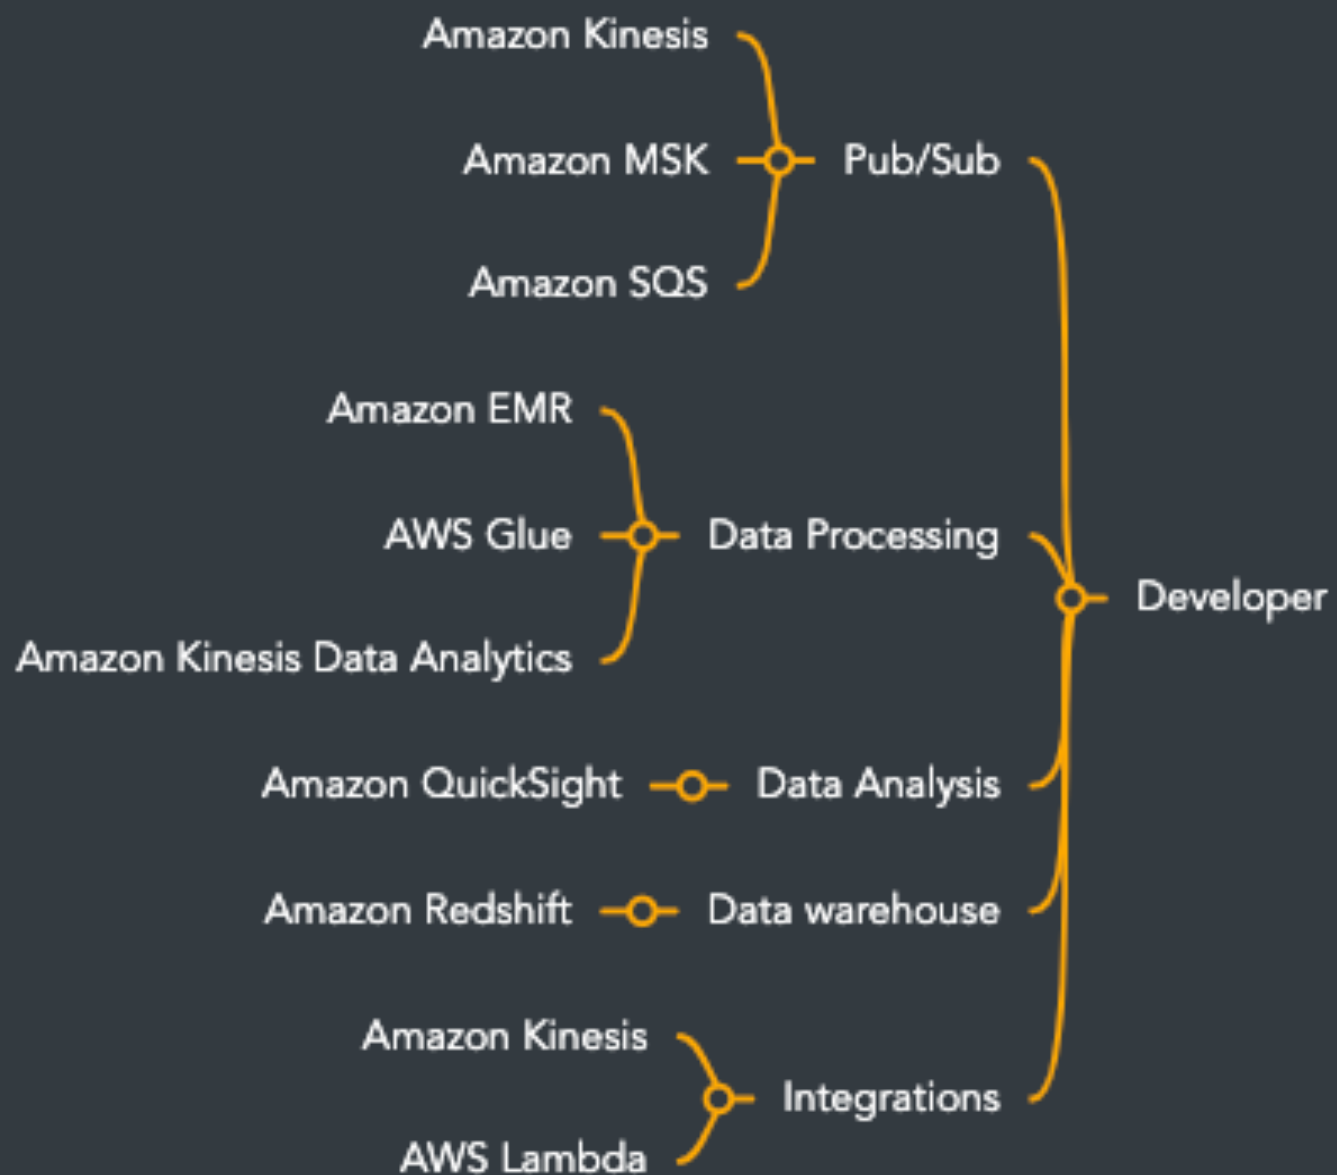 Amazon Kinesis
Amazon MSK
Pub/Sub
Amazon SQS
Amazon EMR
AWS Glue
Data Processing
Developer
Amazon Kinesis Data Analytics
Amazon QuickSight
Data Analysis
Amazon Redshift
Data warehouse
Amazon Kinesis
Integrations
AWS Lambda